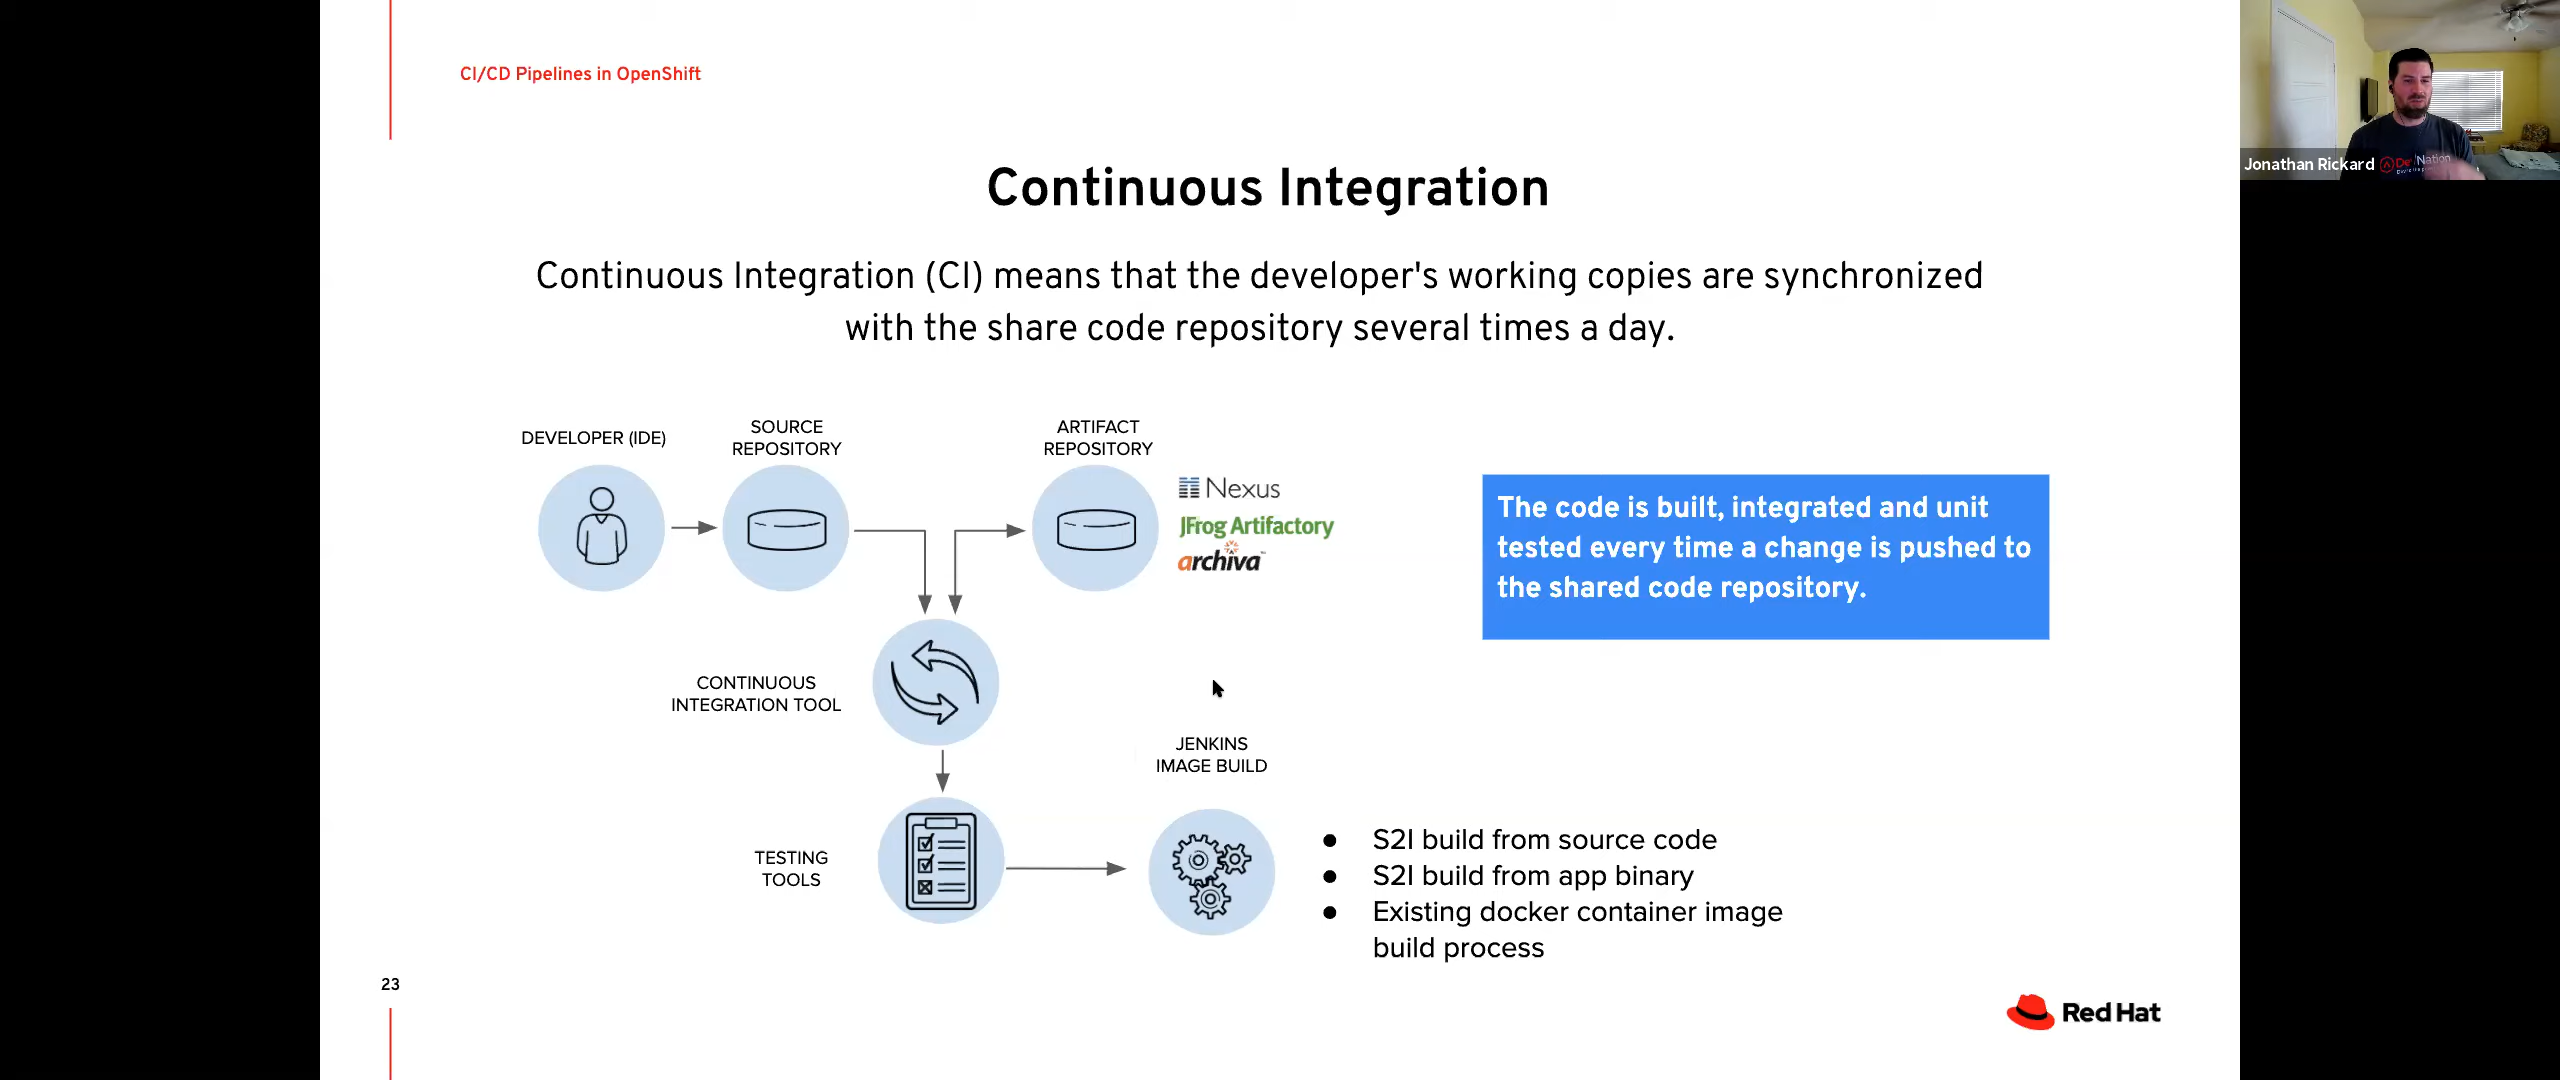 CI/CD Pipelines in OpenShift
Jonathan Rickard
Continuous Integration
Continuous Integration (CI) means that the developer's working copies are synchronized
with the share code repository several times a day.
DEVELOPER (IDE)
SOURCE
REPOSITORY
ARTIFACT
REPOSITORY
Nexus
JFrog Artifactory
archiva
The code is built, integrated and unit
tested every time a change is pushed to
the shared code repository.
CONTINUOUS
INTEGRATION TOOL
JENKINS
IMAGE BUILD
TESTING
TOOLS
● S2I build from source code
● S2I build from app binary
● Existing docker container image
build process
23
Red Hat